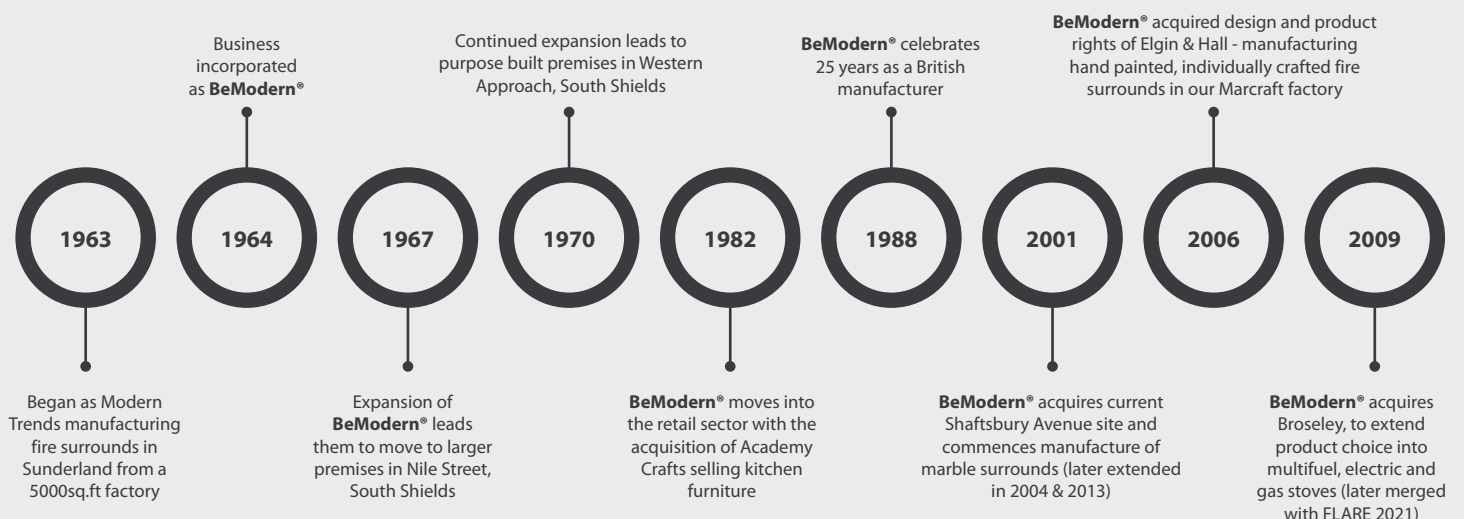 Business
incorporated
as BeModern®
Continued expansion leads to
purpose built premises in Western
Approach, South Shields
BeModern® celebrates
25 years as a British
manufacturer
BeModern® acquired design and product
rights of Elgin & Hall - manufacturing
hand painted, individually crafted fire
surrounds in our Marcraft factory
1963
1964
1967
1970
1982
1988
2001
2006
2009
Began as Modern
Trends manufacturing
fire surrounds in
Sunderland from a
5000sq.ft factory
Expansion of
BeModern® leads
them to move to larger
premises in Nile Street,
South Shields
BeModern® moves into
the retail sector with the
acquisition of Academy
Crafts selling kitchen
furniture
BeModern® acquires current
Shaftsbury Avenue site and
commences manufacture of
marble surrounds (later extended
in 2004 & 2013)
BeModern® acquires
Broseley, to extend
product choice into
multifuel, electric and
gas stoves (later merged
with FLARE 2021)